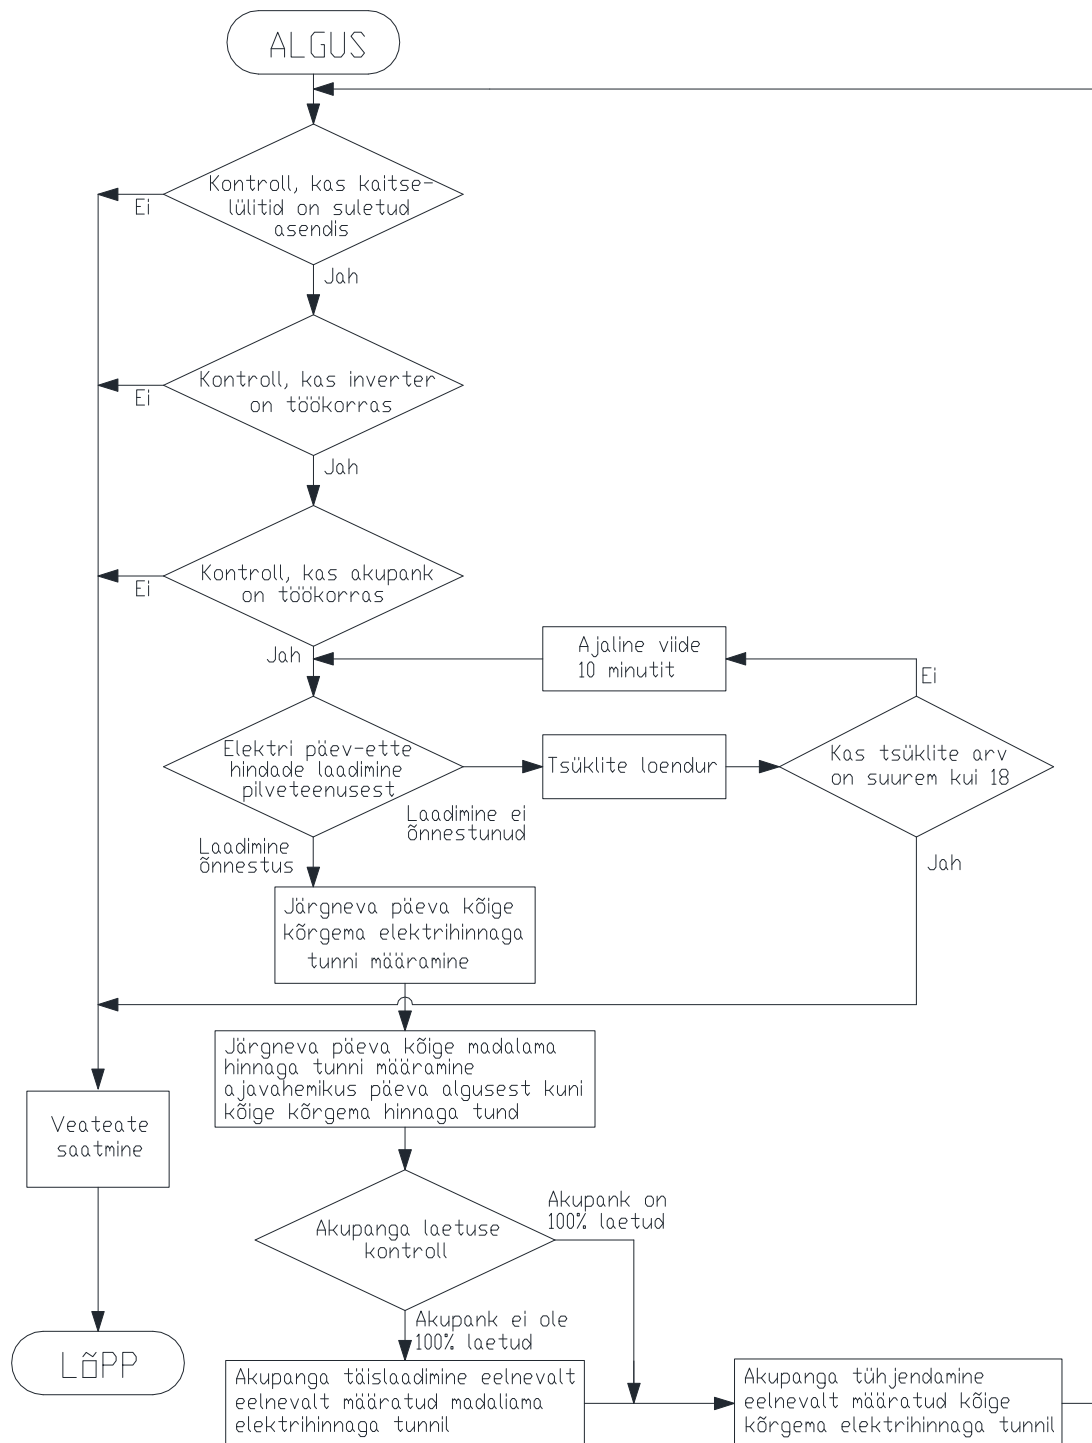 ALGUS
Kontroll, kas kaitse-
lülitid on suletud
asendis
Ei
Jah
Kontroll, kas inverter
on töökorras
Ei
Jah
Kontroll, kas akupank
on töökorras
Ei
Jah
Ajaline viide
10 minutit
Ei
Elektri päev-ette
hindade laadimine
pilveteenusest
Tsüklite loendur
Kas tsüklite arv
on suurem kui 18
Laadimine ei
õnnestunud
Laadimine
õnnestus
Jah
Järgneva päeva kõige
kõrgema elektrihinnaga
tunni määramine
Järgneva päeva kõige madalama
hinnaga tunni määramine
ajavahemikus päeva algusest kuni
kõige kõrgema hinnaga tund
Veateate
saatmine
Akupanga laetuse
kontroll
Akupank on
100% laetud
Akupank ei ole
100% laetud
LÕPP
Akupanga täislaadimine eelnevalt
eelnevalt määratud madaliama
elektrihinnaga tunnil
Akupanga tühjendamine
eelnevalt määratud kõige
kõrgema elektrihinnaga tunnil